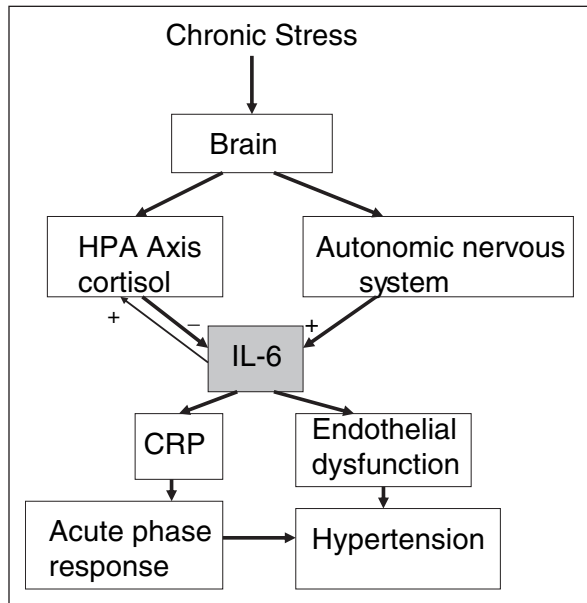 Chronic Stress
Brain
HPA Axis
cortisol
Autonomic nervous
system
+
–
+
IL-6
CRP
Endothelial
dysfunction
Acute phase
response
Hypertension